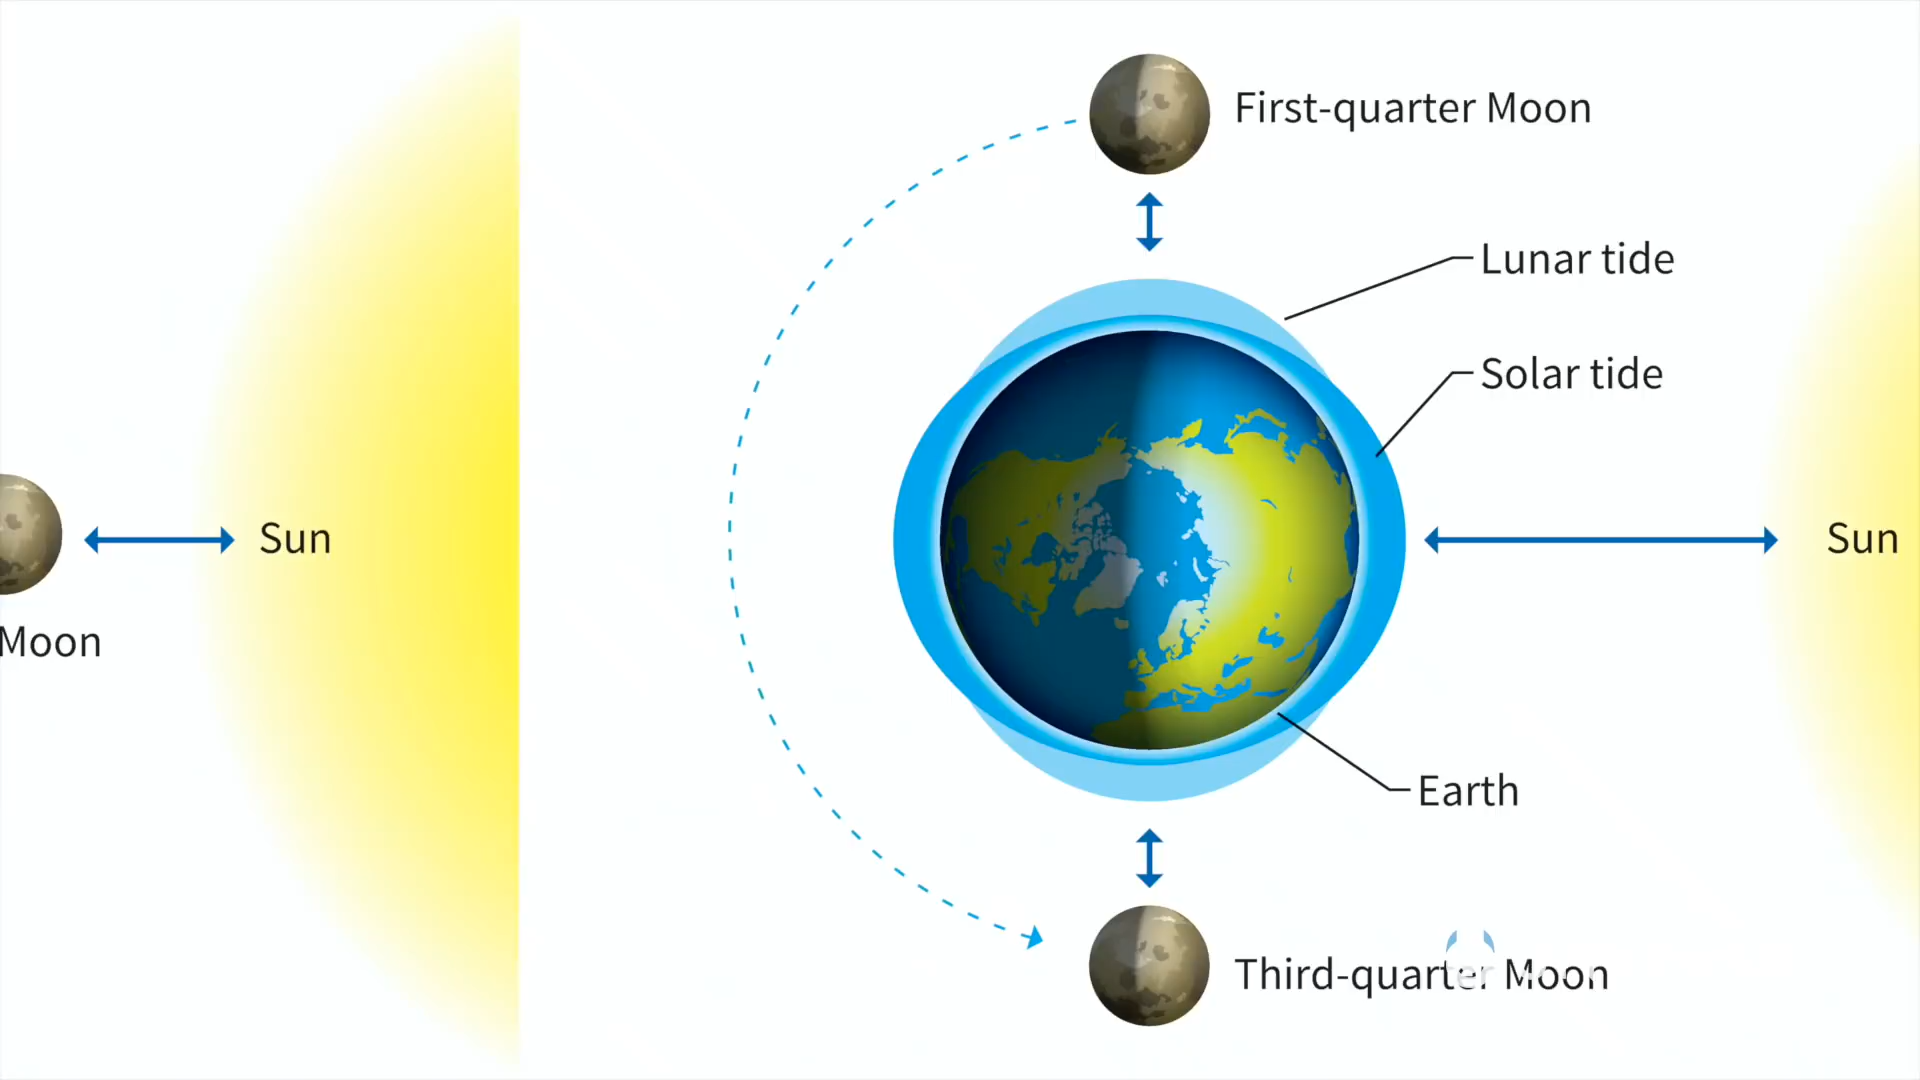 First-quarter Moon
Lunar tide
Solar tide
Sun
Sun
Moon
Earth
Third-quarter Moon